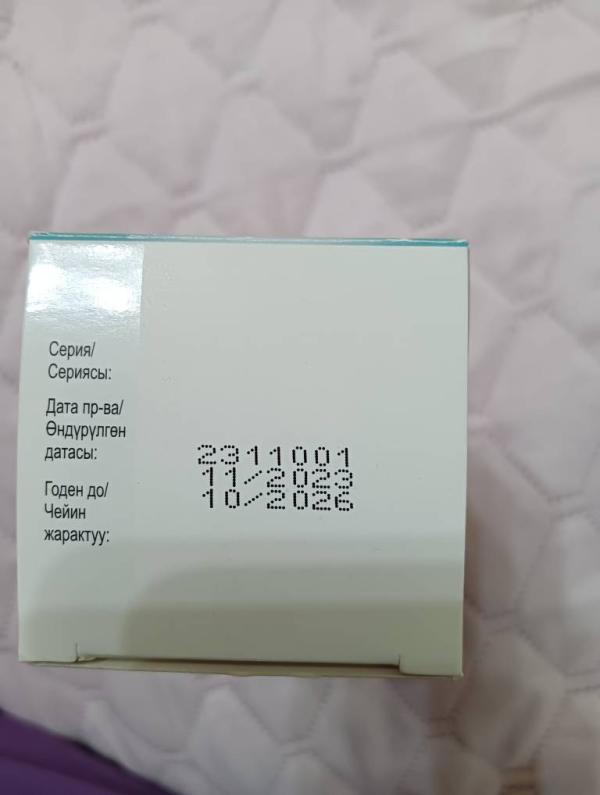 Серия/
Сериясы:
Дата пр-ва/
Өндүрүлгөн
датасы:
Годен до/
Чейин
жарактуу:
2311001
11/2023
10/2026